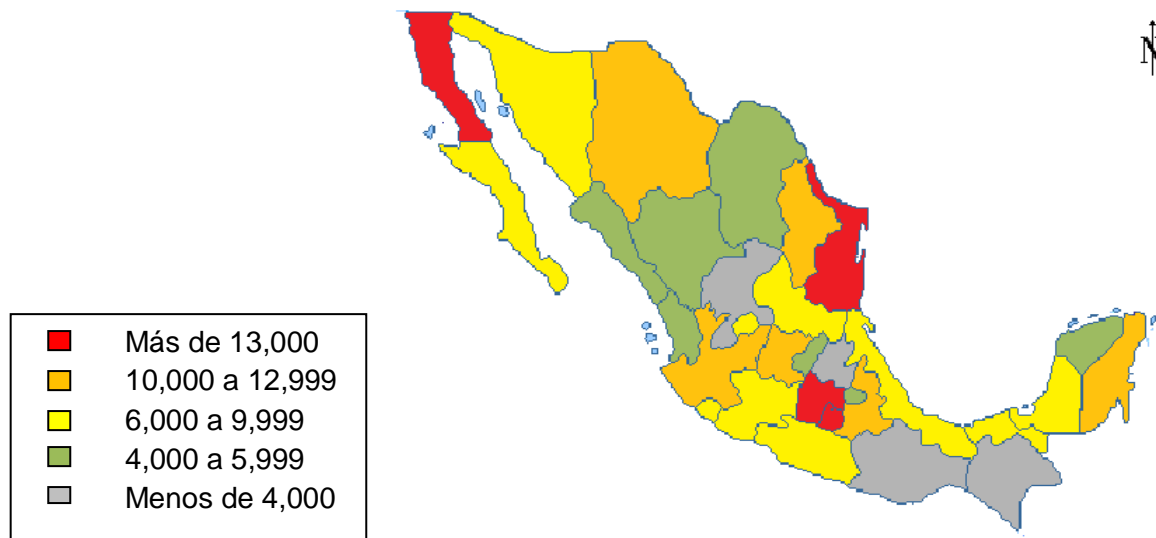 N
Más de 13,000
10,000 a 12,999
6,000 a 9,999
4,000 a 5,999
Menos de 4,000